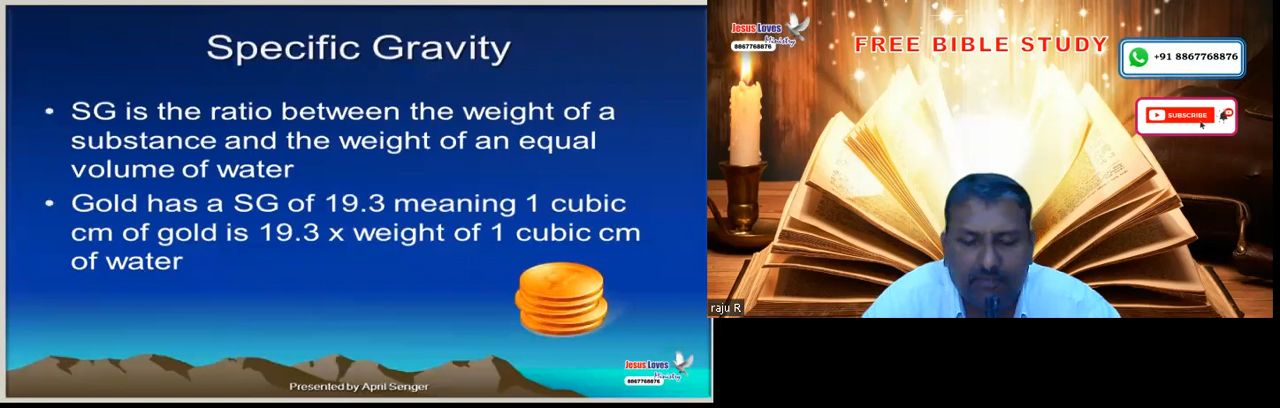 Specific Gravity
• SG is the ratio between the weight of a
substance and the weight of an equal
volume of water
• Gold has a SG of 19.3 meaning 1 cubic
cm of gold is 19.3 x weight of 1 cubic cm
of water
Presented by April Senger
Jesus Loves
Ministry
8867768876
Jesus Loves
Ministry
8867768876
FREE BIBLE STUDY
+91 8867768876
SUBSCRIBE
raju R